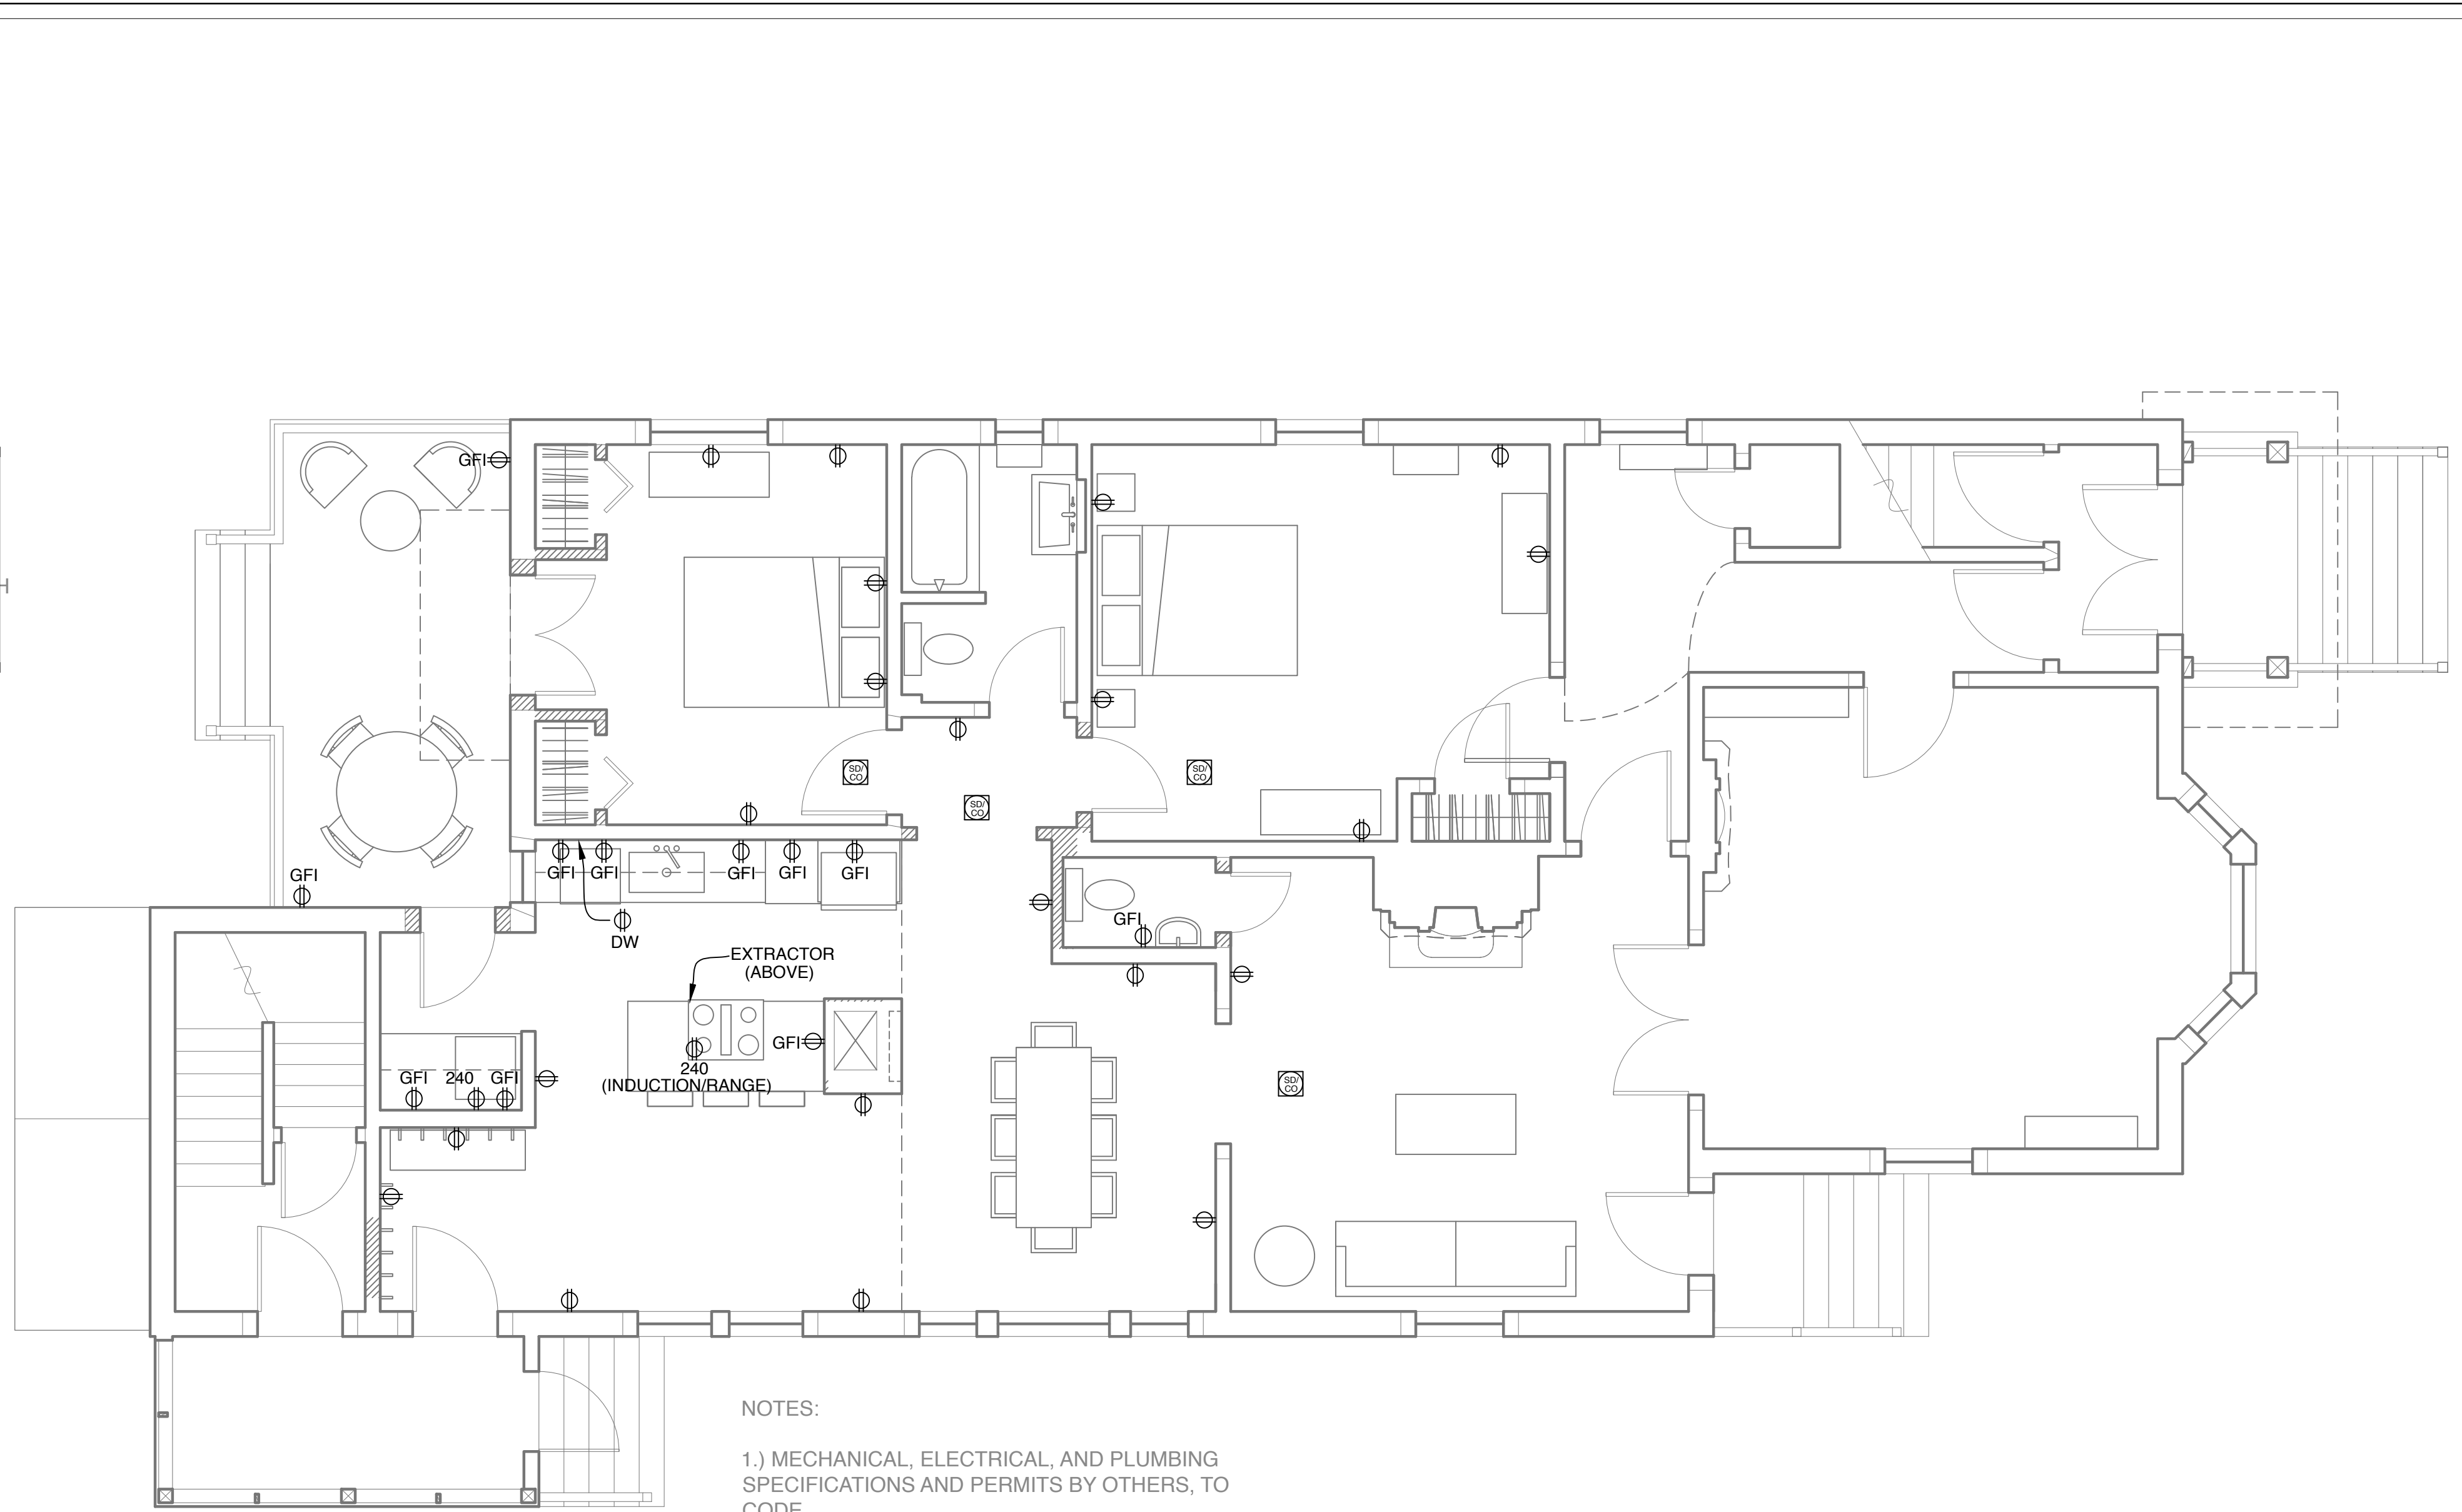 GFI
SD/
CO
SD/
CO
SD/
CO
GFI GFI GFI GFI GFI
GFI
GFI
DW
EXTRACTOR
(ABOVE)
GFI
240
(INDUCTION/RANGE)
GFI 240 GFI
SD/
CO
NOTES:
1.) MECHANICAL, ELECTRICAL, AND PLUMBING
SPECIFICATIONS AND PERMITS BY OTHERS, TO
CODE